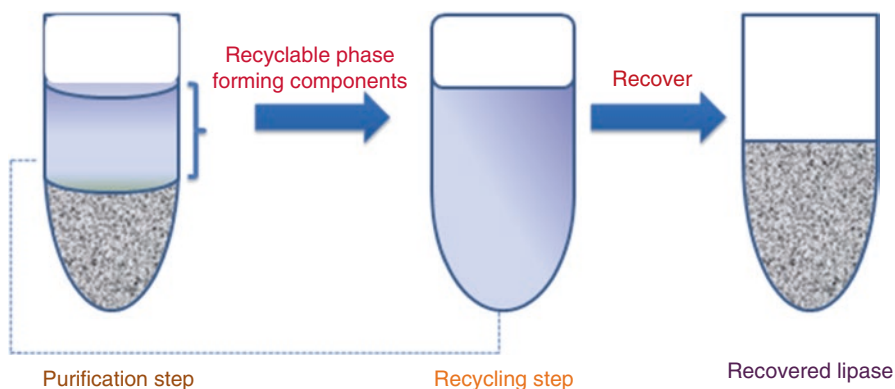 Recyclable phase
forming components
Recover
Purification step
Recycling step
Recovered lipase